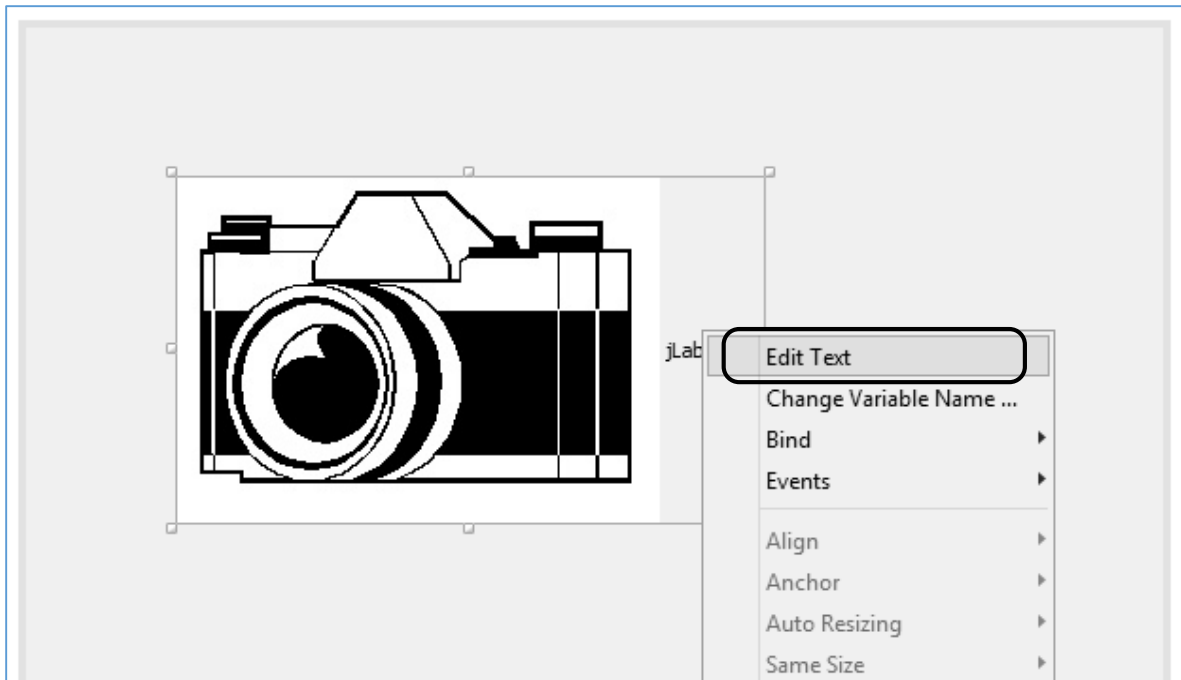 jLab
Edit Text
Change Variable Name ...
Bind
Events
Align
Anchor
Auto Resizing
Same Size